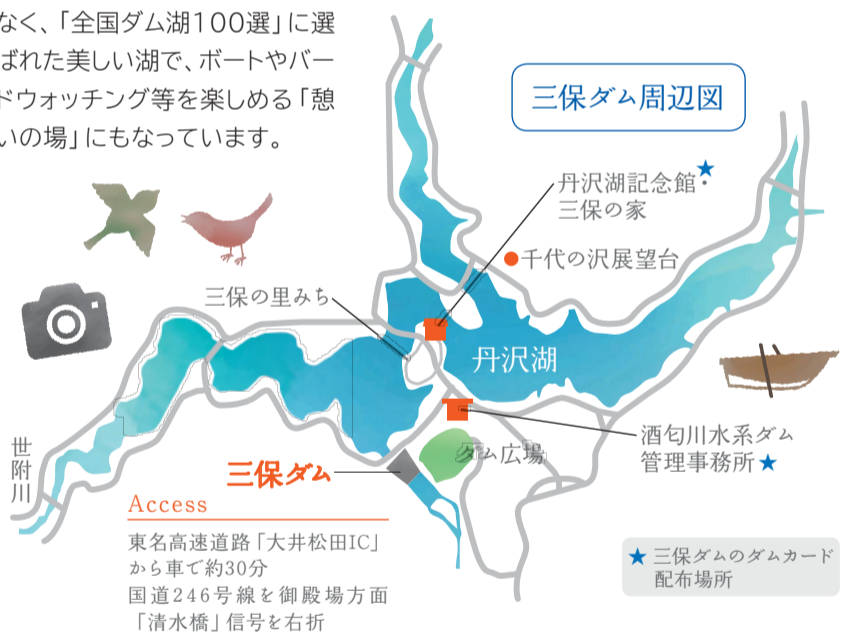 なく、「全国ダム湖100選」に選
ばれた美しい湖で、ボートやバー
ドウォッチング等を楽しめる「憩
いの場」にもなっています。
三保ダム周辺図
丹沢湖記念館・★
三保の家
千代の沢展望台
三保の里みち
丹沢湖
酒匂川水系ダム
管理事務所★
ダム広場
世附川
三保ダム
Access
東名高速道路「大井松田IC」
から車で約30分
国道246号線を御殿場方面
「清水橋」信号を右折
★ 三保ダムのダムカード
配布場所